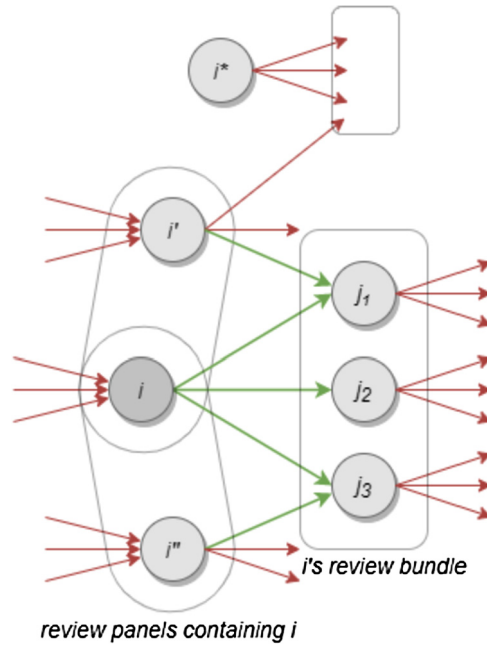 i*
i'
j1
i
j2
j3
i"
i's review bundle
review panels containing i